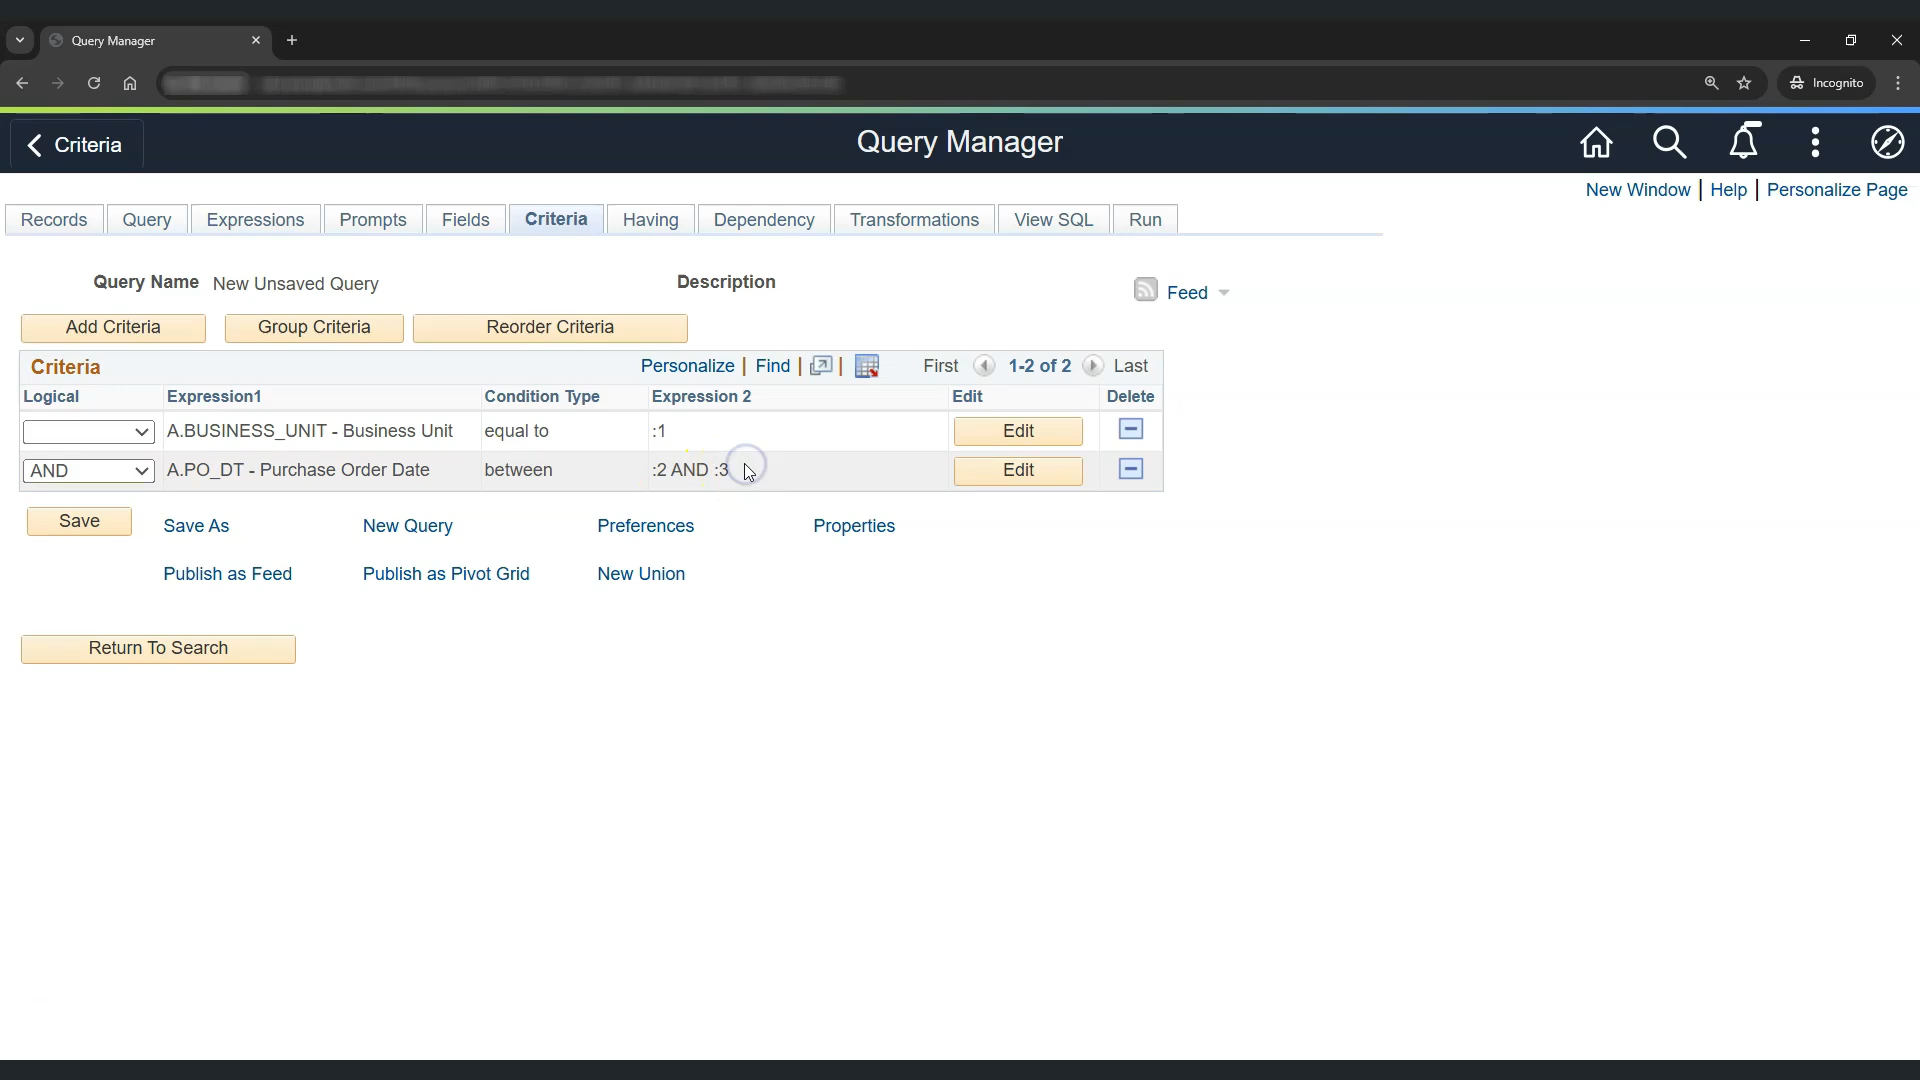 Query Manager
Incognito
Criteria
Query Manager
New Window | Help | Personalize Page
Records Query Expressions Prompts Fields Criteria Having Dependency Transformations View SQL Run
Query Name New Unsaved Query Description Feed
Add Criteria Group Criteria Reorder Criteria
Criteria Personalize | Find | | First 1-2 of 2 Last
Logical Expression1 Condition Type Expression 2 Edit Delete
A.BUSINESS_UNIT - Business Unit equal to :1 Edit
AND A.PO_DT - Purchase Order Date between :2 AND :3 Edit
Save Save As New Query Preferences Properties
Publish as Feed Publish as Pivot Grid New Union
Return To Search